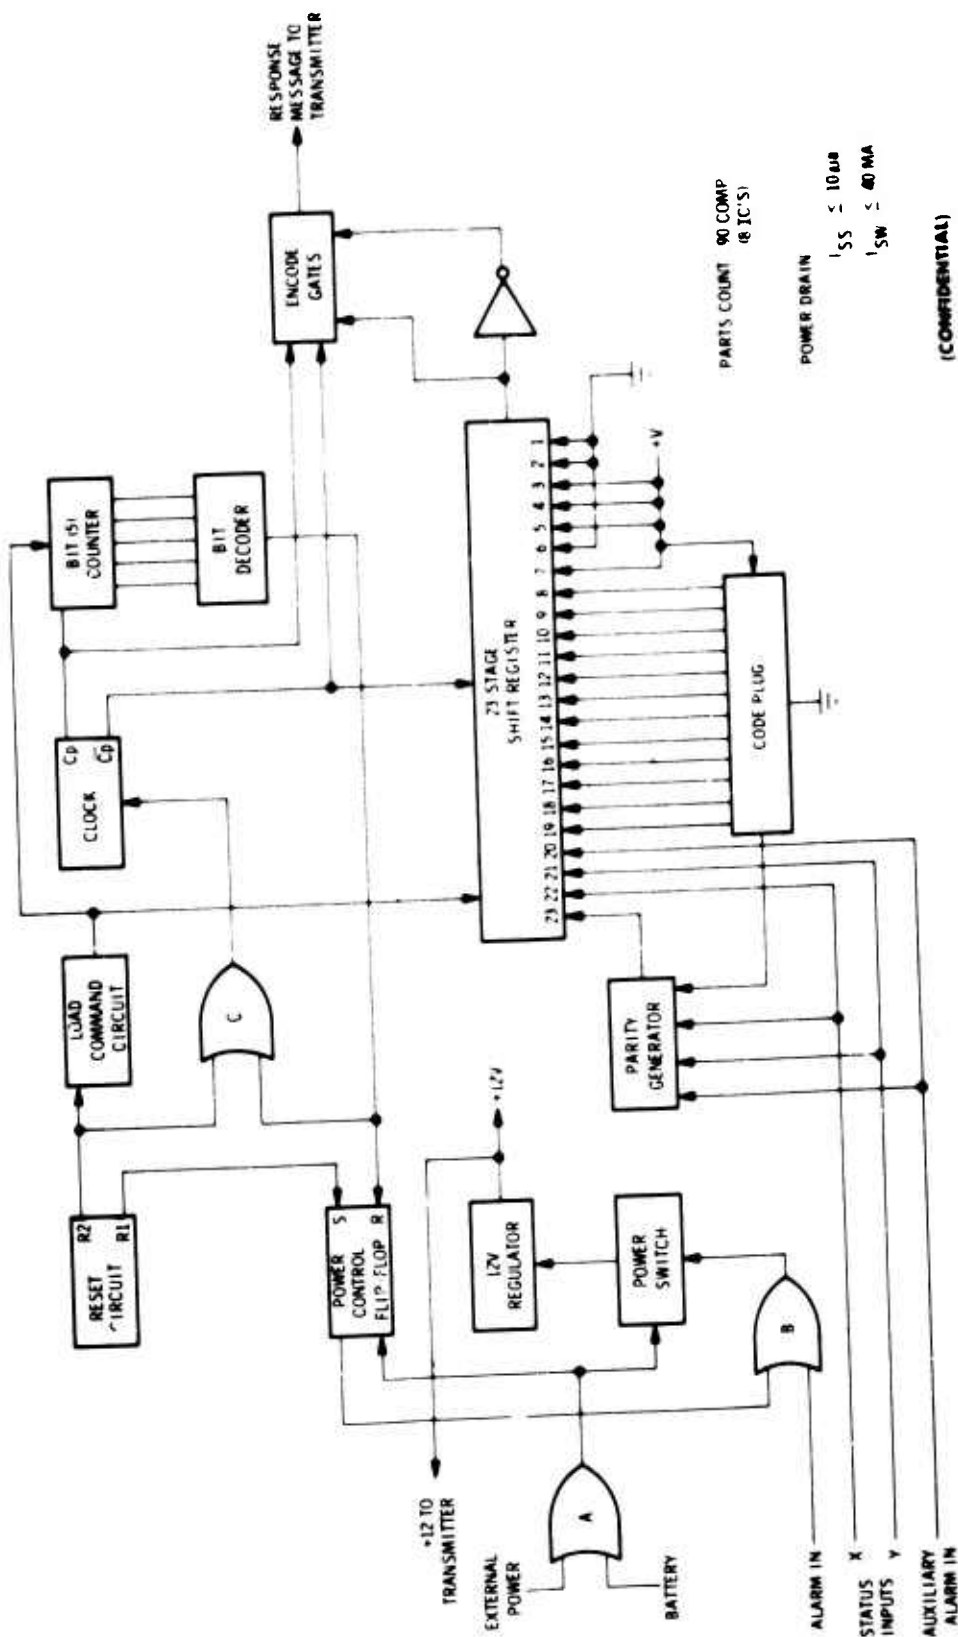 RESET
CIRCUIT
R2
R1
LOAD
COMMAND
CIRCUIT
C
CLOCK
Cp
C̅p
BIT (5)
COUNTER
BIT
DECODER
ENCODE
GATES
RESPONSE
MESSAGE TO
TRANSMITTER
POWER
CONTROL
FLIP-FLOP
S
R
+12 TO
TRANSMITTER
12V
REGULATOR
+12V
POWER
SWITCH
EXTERNAL
POWER
A
BATTERY
B
23 STAGE
SHIFT REGISTER
23 22 21 20 19 18 17 16 15 14 13 12 11 10 9 8 7 6 5 4 3 2 1
+V
PARITY
GENERATOR
CODE PLUG
ALARM IN
STATUS X
INPUTS Y
AUXILIARY
ALARM IN
PARTS COUNT 90 COMP
(8 IC'S)
POWER DRAIN
ISS ≤ 10
ISW ≤ 40 MA
(CONFIDENTIAL)